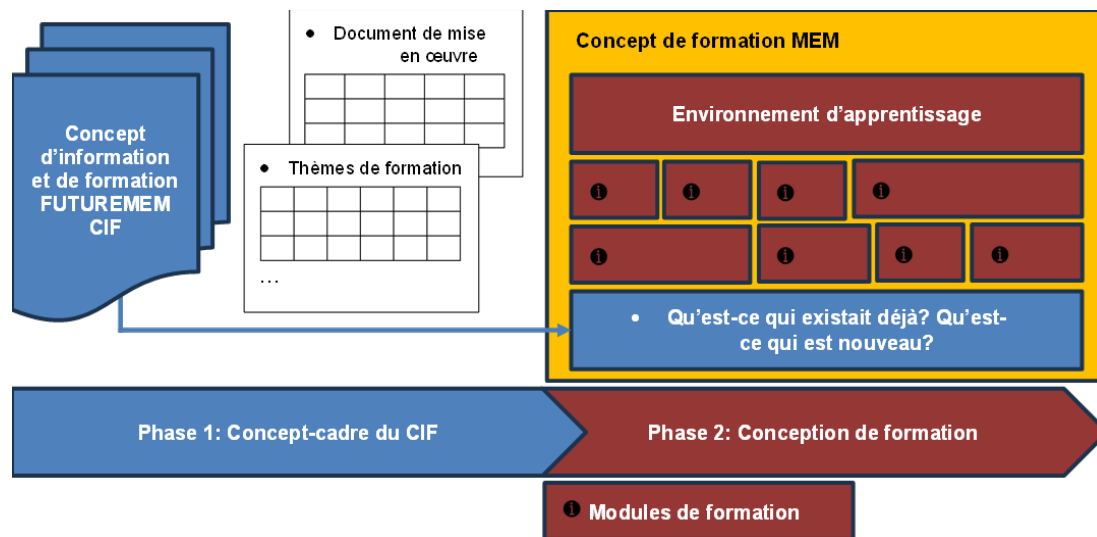 Concept
d’information
et de formation
FUTUREMEM
CIF
• Document de mise
en œuvre
• Thèmes de formation
...
Concept de formation MEM
Environnement d’apprentissage
i i i i
i i i i
• Qu’est-ce qui existait déjà? Qu’est-
ce qui est nouveau?
Phase 1: Concept-cadre du CIF
Phase 2: Conception de formation
i Modules de formation